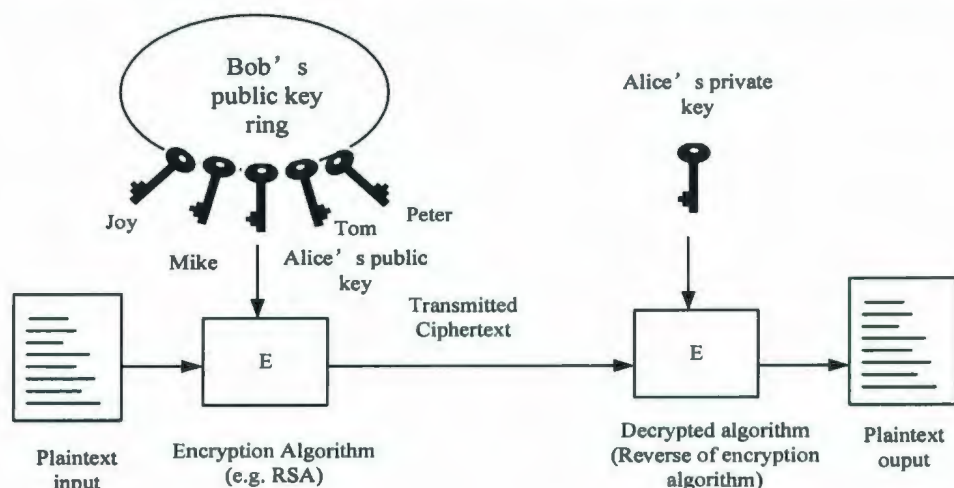 Bob's
public key
ring
Alice's private
key
Joy
Mike
Alice's public
key
Tom
Peter
Transmitted
Ciphertext
E
E
Plaintext
input
Encryption Algorithm
(e.g. RSA)
Decrypted algorithm
(Reverse of encryption
algorithm)
Plaintext
ouput